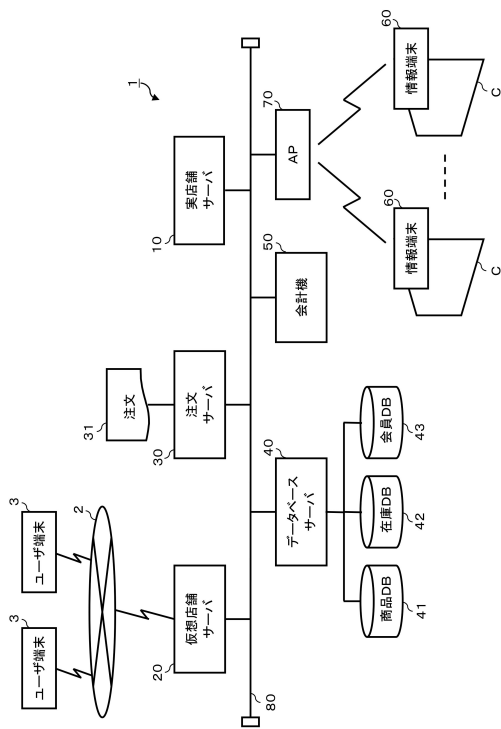 1
ユーザ端末
3
ユーザ端末
3
2
注文
31
仮想店舗
サーバ
20
注文
サーバ
30
実店舗
サーバ
10
80
データベース
サーバ
40
会計機
50
AP
70
商品DB
41
在庫DB
42
会員DB
43
情報端末
60
C
情報端末
60
C